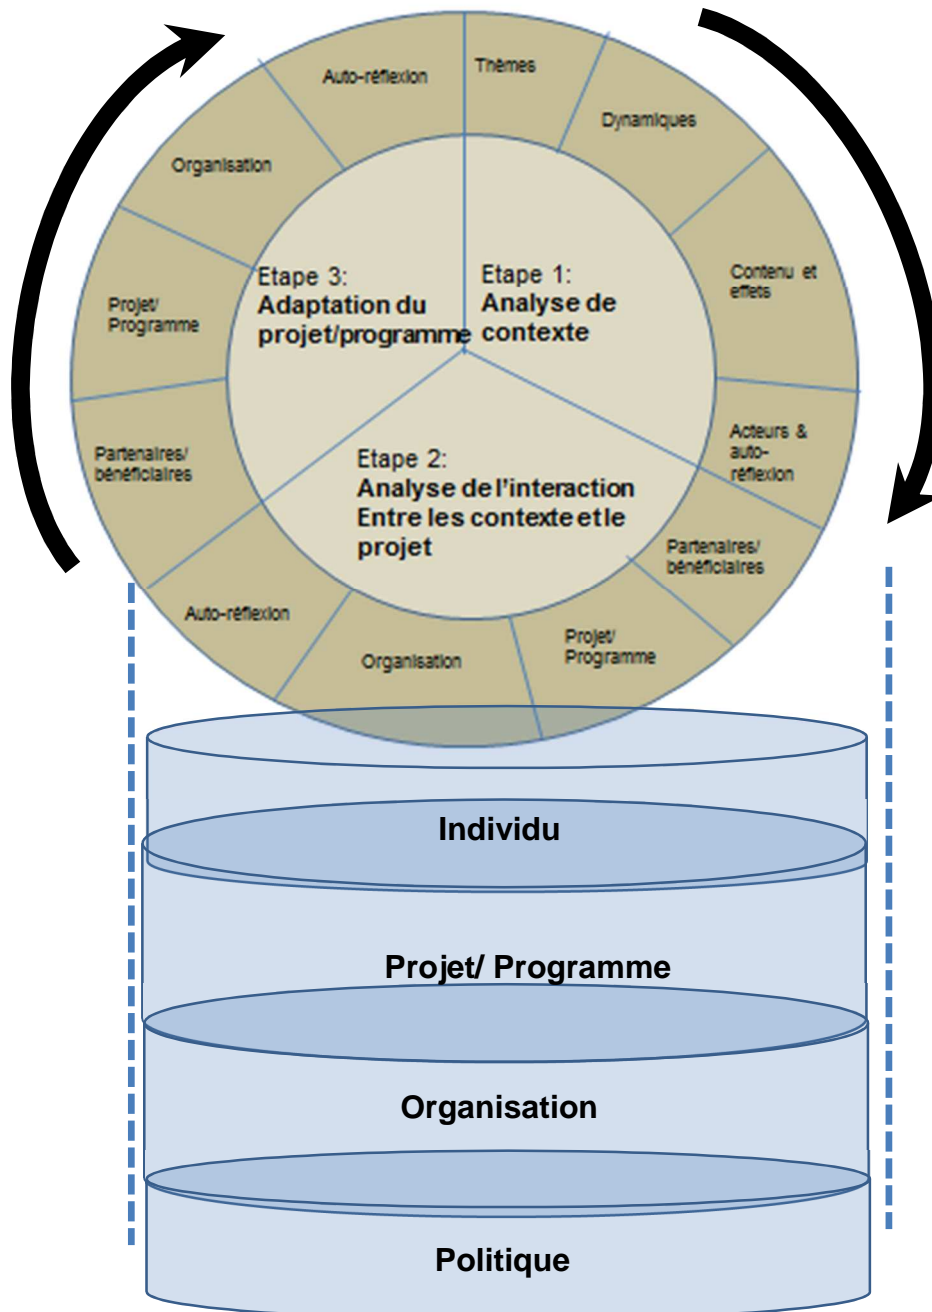 Auto-réflexion
Thèmes
Dynamiques
Organisation
Contenu et
effets
Etape 3:
Adaptation du
projet/programme
Etape 1:
Analyse de
contexte
Projet/
Programme
Acteurs &
auto-
réflexion
Partenaires/
bénéficiaires
Etape 2:
Analyse de l'interaction
Entre les contexte et le
projet
Partenaires/
bénéficiaires
Auto-réflexion
Organisation
Projet/
Programme
Individu
Projet/ Programme
Organisation
Politique